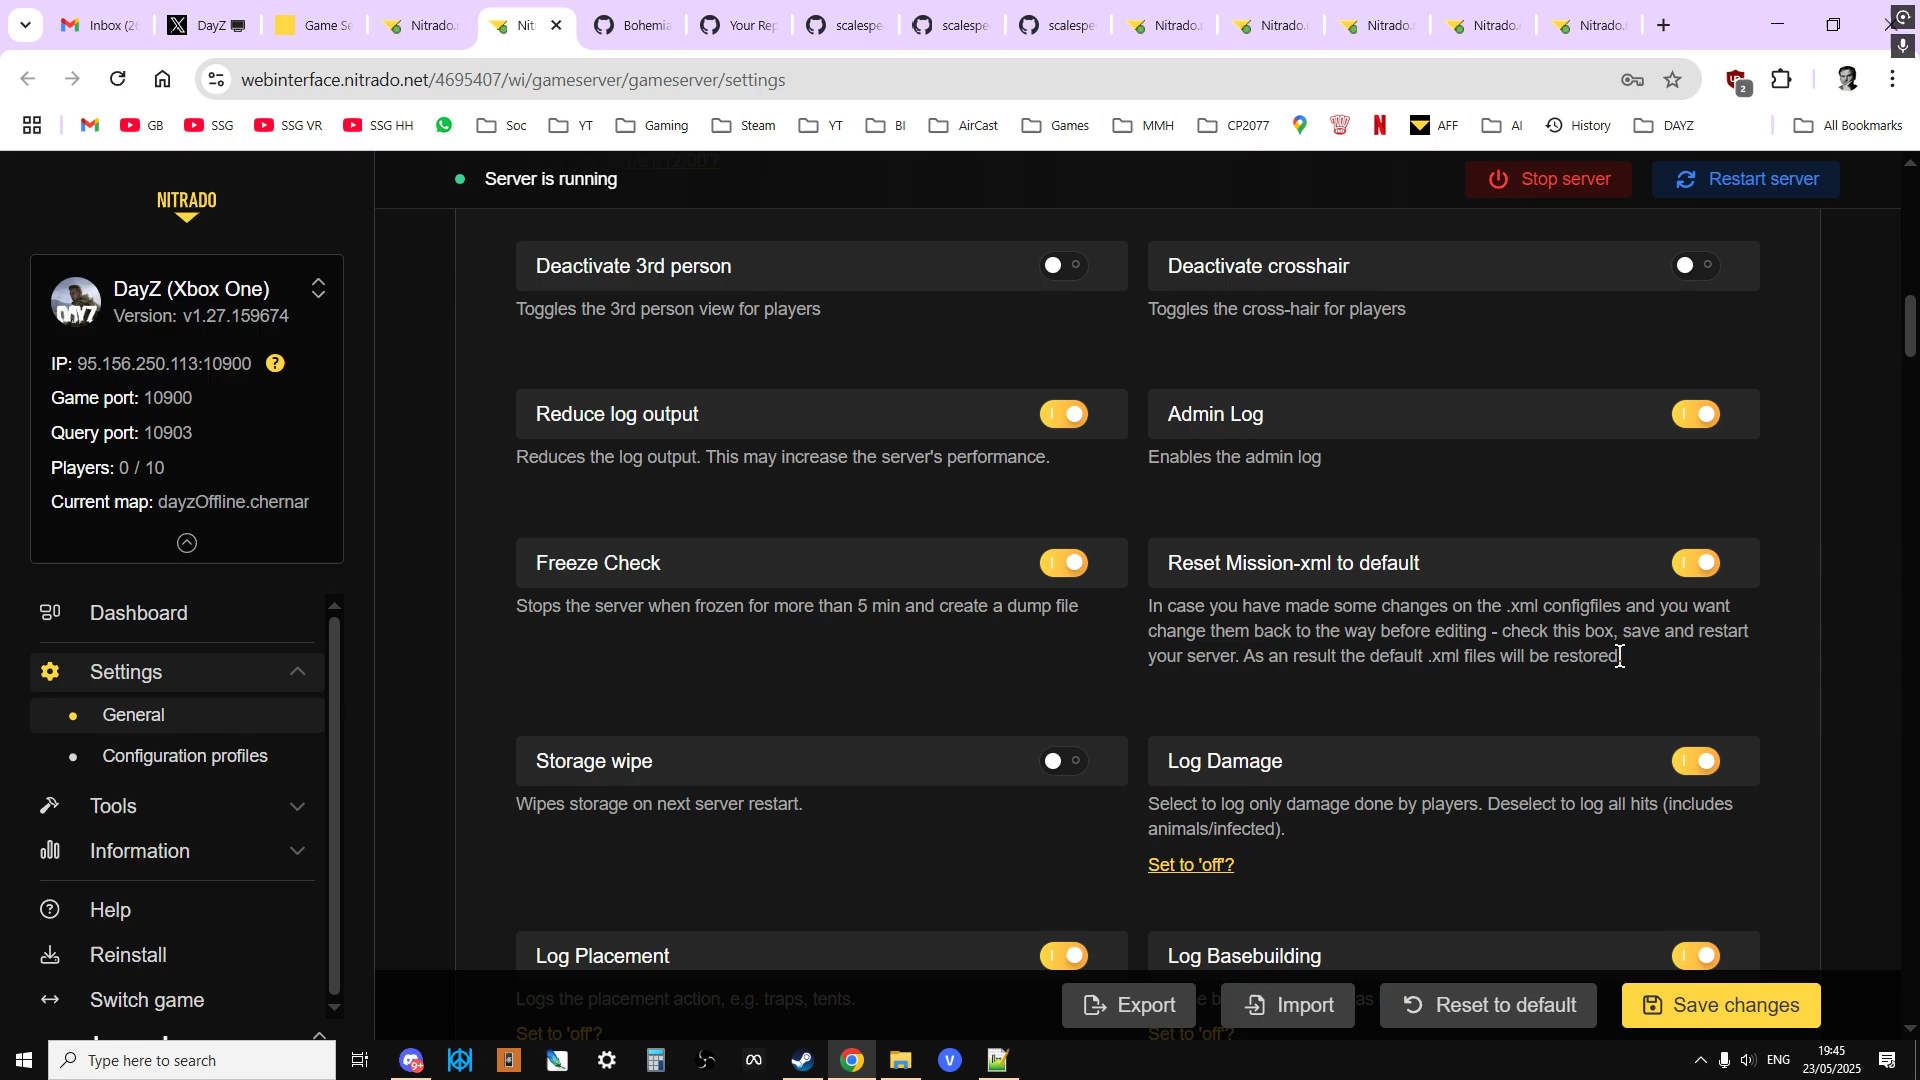 Inbox (2
DayZ
Game Se
Nitrado.
Nit
Bohemia
Your Rep
scalespe
scalespe
scalespe
Nitrado.
Nitrado.
Nitrado.
Nitrado.
Nitrado.
webinterface.nitrado.net/4695407/wi/gameserver/gameserver/settings
2
GB
SSG
SSG VR
SSG HH
Soc
YT
Gaming
Steam
YT
BI
AirCast
Games
MMH
CP2077
AFF
AI
History
DAYZ
All Bookmarks
NITRADO
Server is running
Stop server
Restart server
DayZ (Xbox One)
Version: v1.27.159674
IP: 95.156.250.113:10900 ?
Game port: 10900
Query port: 10903
Players: 0 / 10
Current map: dayzOffline.chernar
Dashboard
Settings
General
Configuration profiles
Tools
Information
Help
Reinstall
Switch game
Deactivate 3rd person
Toggles the 3rd person view for players
Deactivate crosshair
Toggles the cross-hair for players
Reduce log output
Reduces the log output. This may increase the server's performance.
Admin Log
Enables the admin log
Freeze Check
Stops the server when frozen for more than 5 min and create a dump file
Reset Mission-xml to default
In case you have made some changes on the .xml configfiles and you want
change them back to the way before editing - check this box, save and restart
your server. As an result the default .xml files will be restored.
Storage wipe
Wipes storage on next server restart.
Log Damage
Select to log only damage done by players. Deselect to log all hits (includes
animals/infected).
Set to 'off'?
Log Placement
Logs the placement action, e.g. traps, tents.
Set to 'off'?
Log Basebuilding
Set to 'off'?
Export
Import
Reset to default
Save changes
Type here to search
9+
ENG
19:45
23/05/2025